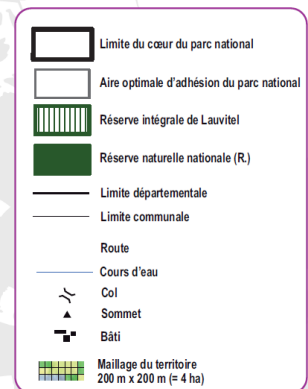 Limite du cœur du parc national
Aire optimale d'adhésion du parc national
Réserve intégrale de Lauvitel
Réserve naturelle nationale (R.)
Limite départementale
Limite communale
Route
Cours d'eau
Col
Sommet
Bâti
Maillage du territoire
200 m x 200 m (= 4 ha)